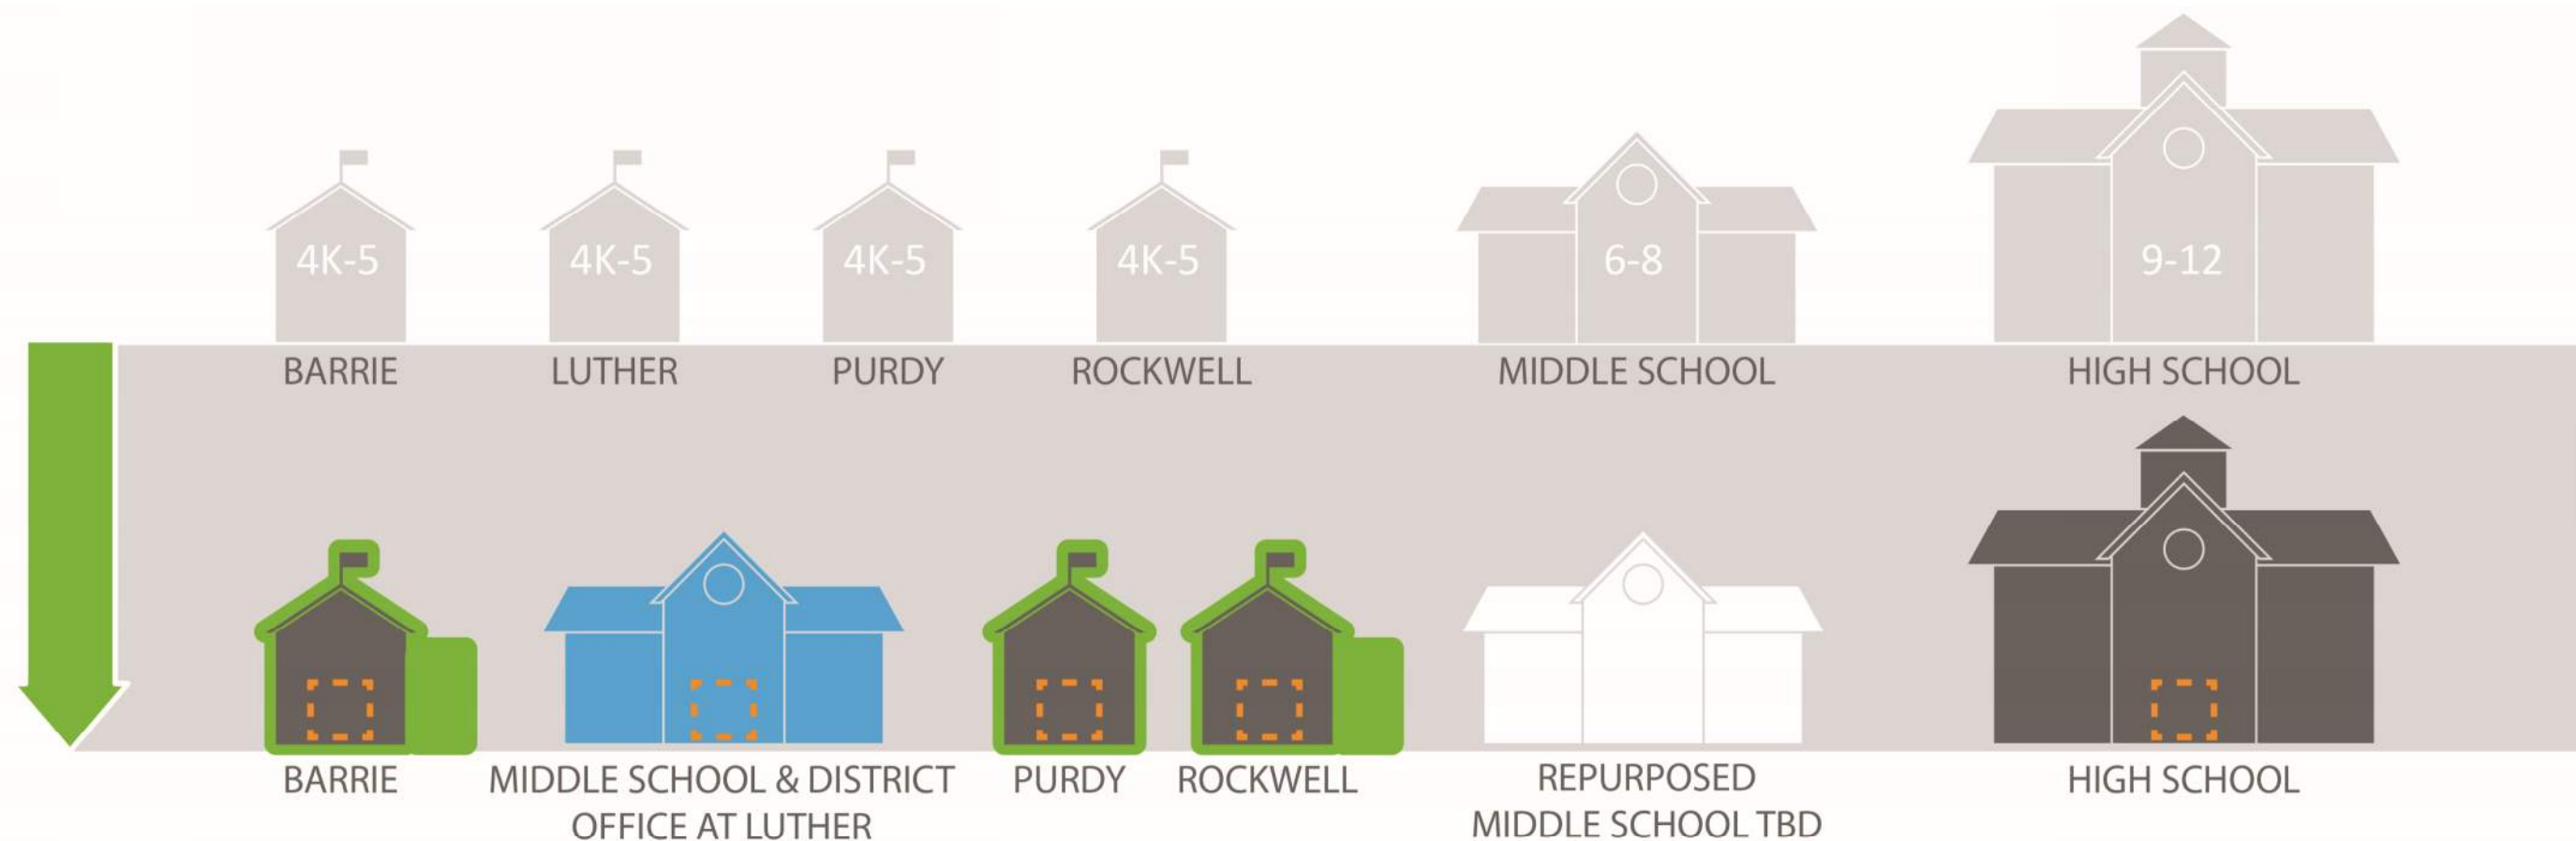 4K-5
4K-5
4K-5
4K-5
6-8
9-12
BARRIE
LUTHER
PURDY
ROCKWELL
MIDDLE SCHOOL
HIGH SCHOOL
BARRIE
MIDDLE SCHOOL & DISTRICT
OFFICE AT LUTHER
PURDY
ROCKWELL
REPURPOSED
MIDDLE SCHOOL TBD
HIGH SCHOOL